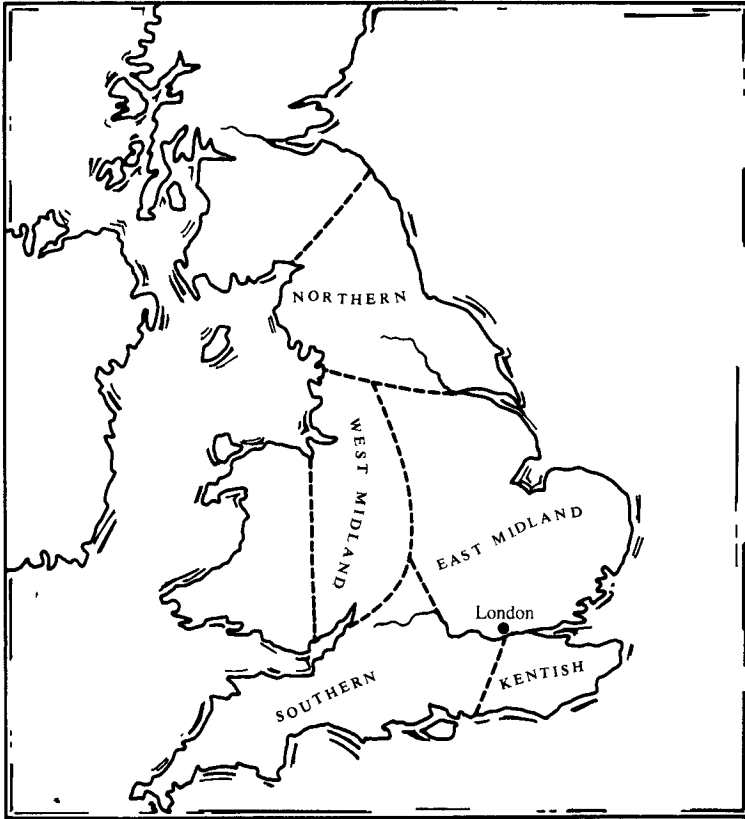 NORTHERN
WEST MIDLAND
EAST MIDLAND
London
KENTISH
SOUTHERN